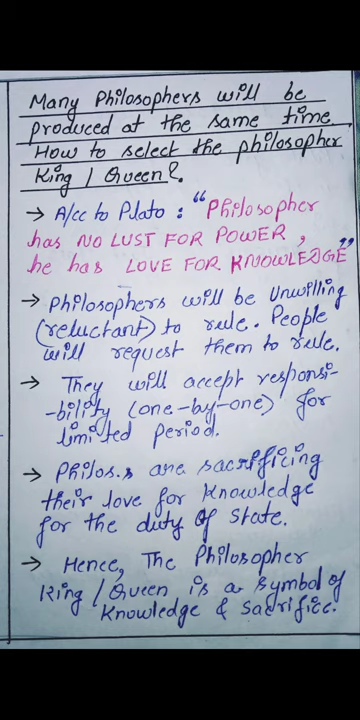 Many Philosophers will be
produced at the same time
How to select the philosopher
King / Queen?
→ A/cc to Plato : "Philosopher
has NO LUST FOR POWER,
he has LOVE FOR KNOWLEDGE"
→ Philosophers will be Unwilling
(reluctant) to rule. People
will request them to rule.
→ They will accept responsi-
-bility (one-by-one) for
limited period.
→ Philos.s are sacrificing
their love for knowledge
for the duty of state.
→ Hence, The Philosopher
King / Queen is a symbol of
Knowledge & Sacrifice.